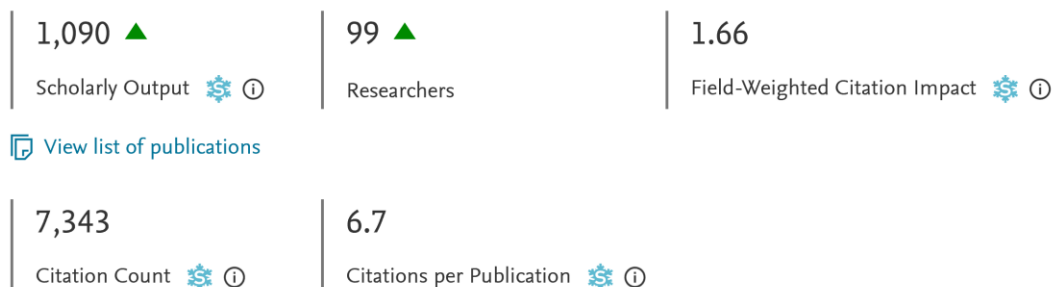 1,090 99 1.66
Scholarly Output Researchers Field-Weighted Citation Impact
View list of publications
7,343 6.7
Citation Count Citations per Publication